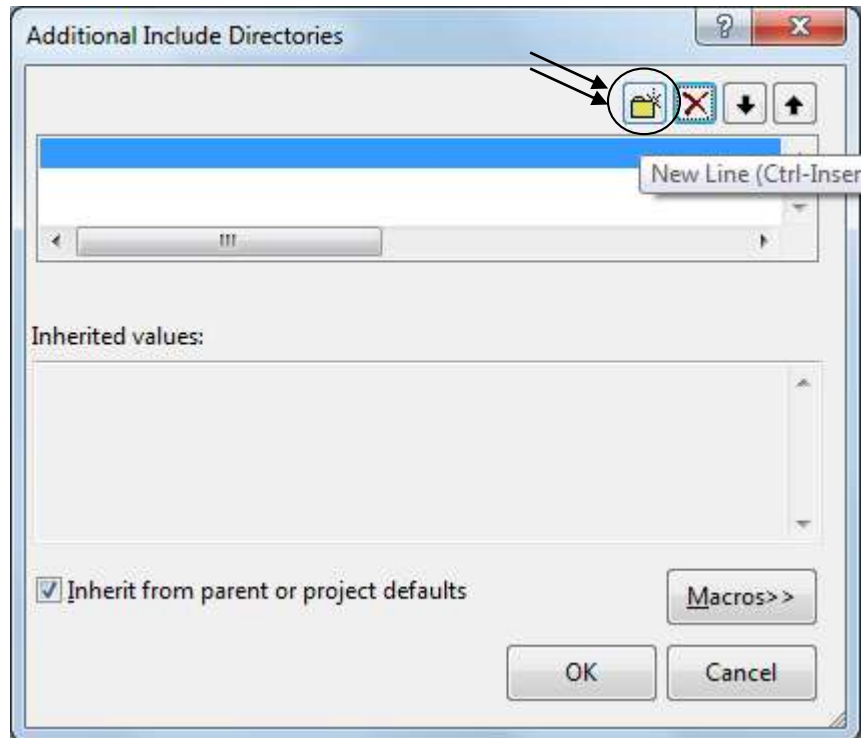 Additional Include Directories
New Line (Ctrl-Inser
Inherited values:
Inherit from parent or project defaults
Macros>>
OK
Cancel